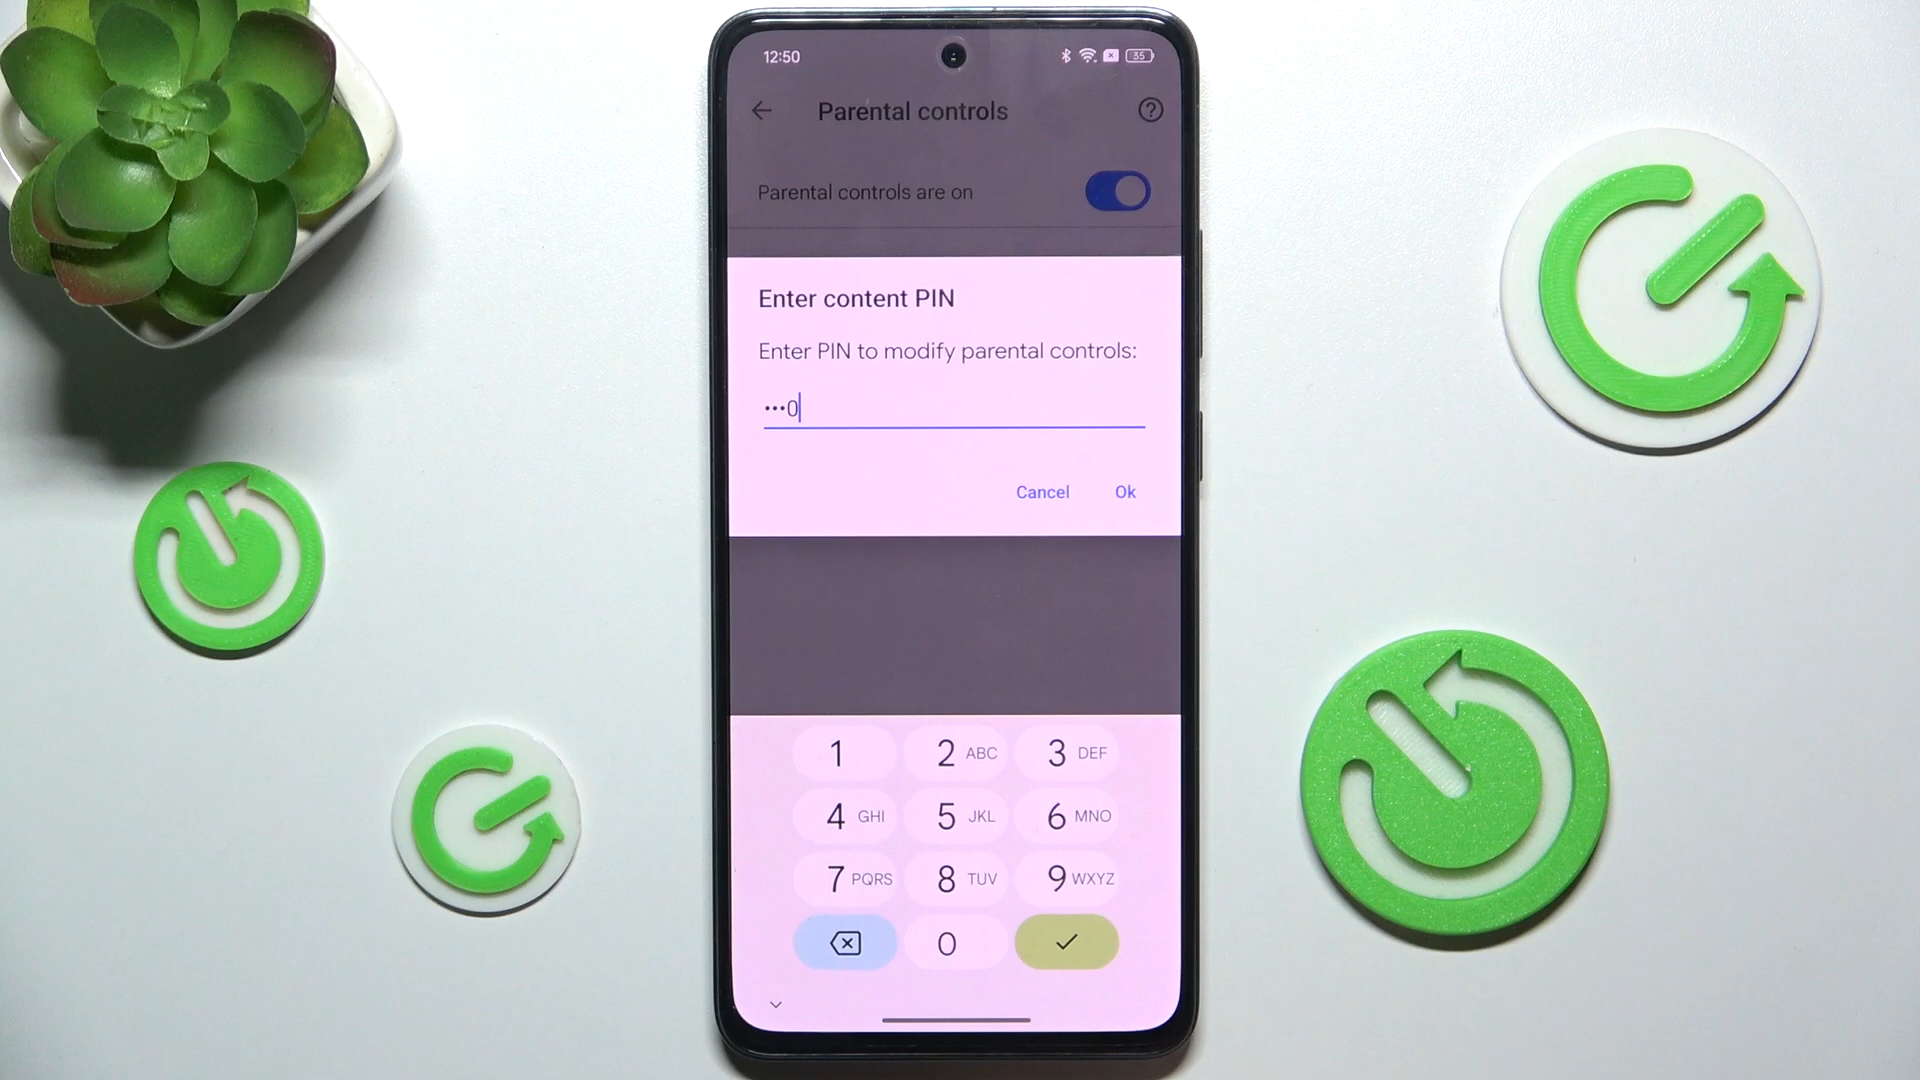 12:50
35
Parental controls
Parental controls are on
Enter content PIN
Enter PIN to modify parental controls:
•••0
Cancel Ok
1 2 ABC 3 DEF
4 GHI 5 JKL 6 MNO
7 PQRS 8 TUV 9 WXYZ
0